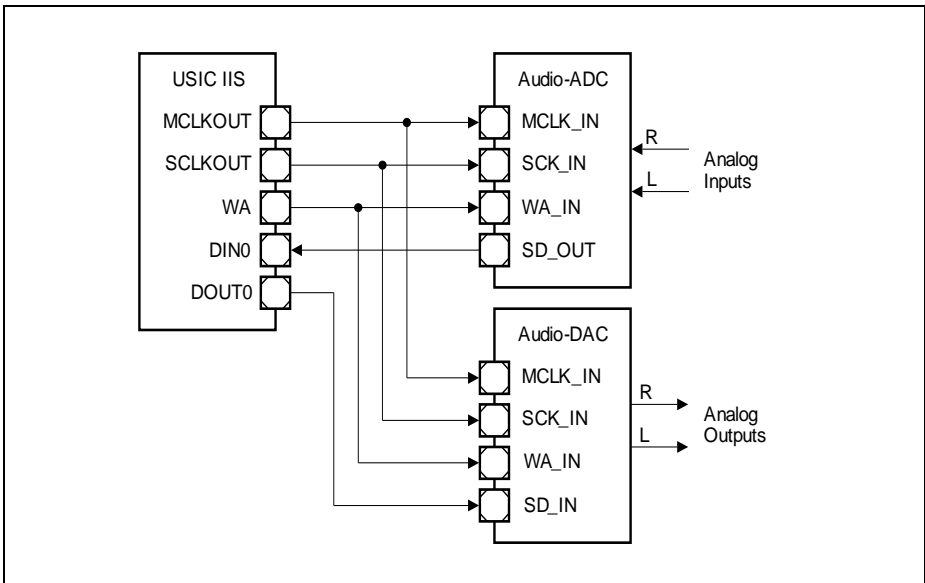 USIC IIS
MCLKOUT
SCLKOUT
WA
DIN0
DOUT0
Audio-ADC
MCLK_IN
SCK_IN
WA_IN
SD_OUT
R
L
Analog
Inputs
Audio-DAC
MCLK_IN
SCK_IN
WA_IN
SD_IN
R
L
Analog
Outputs